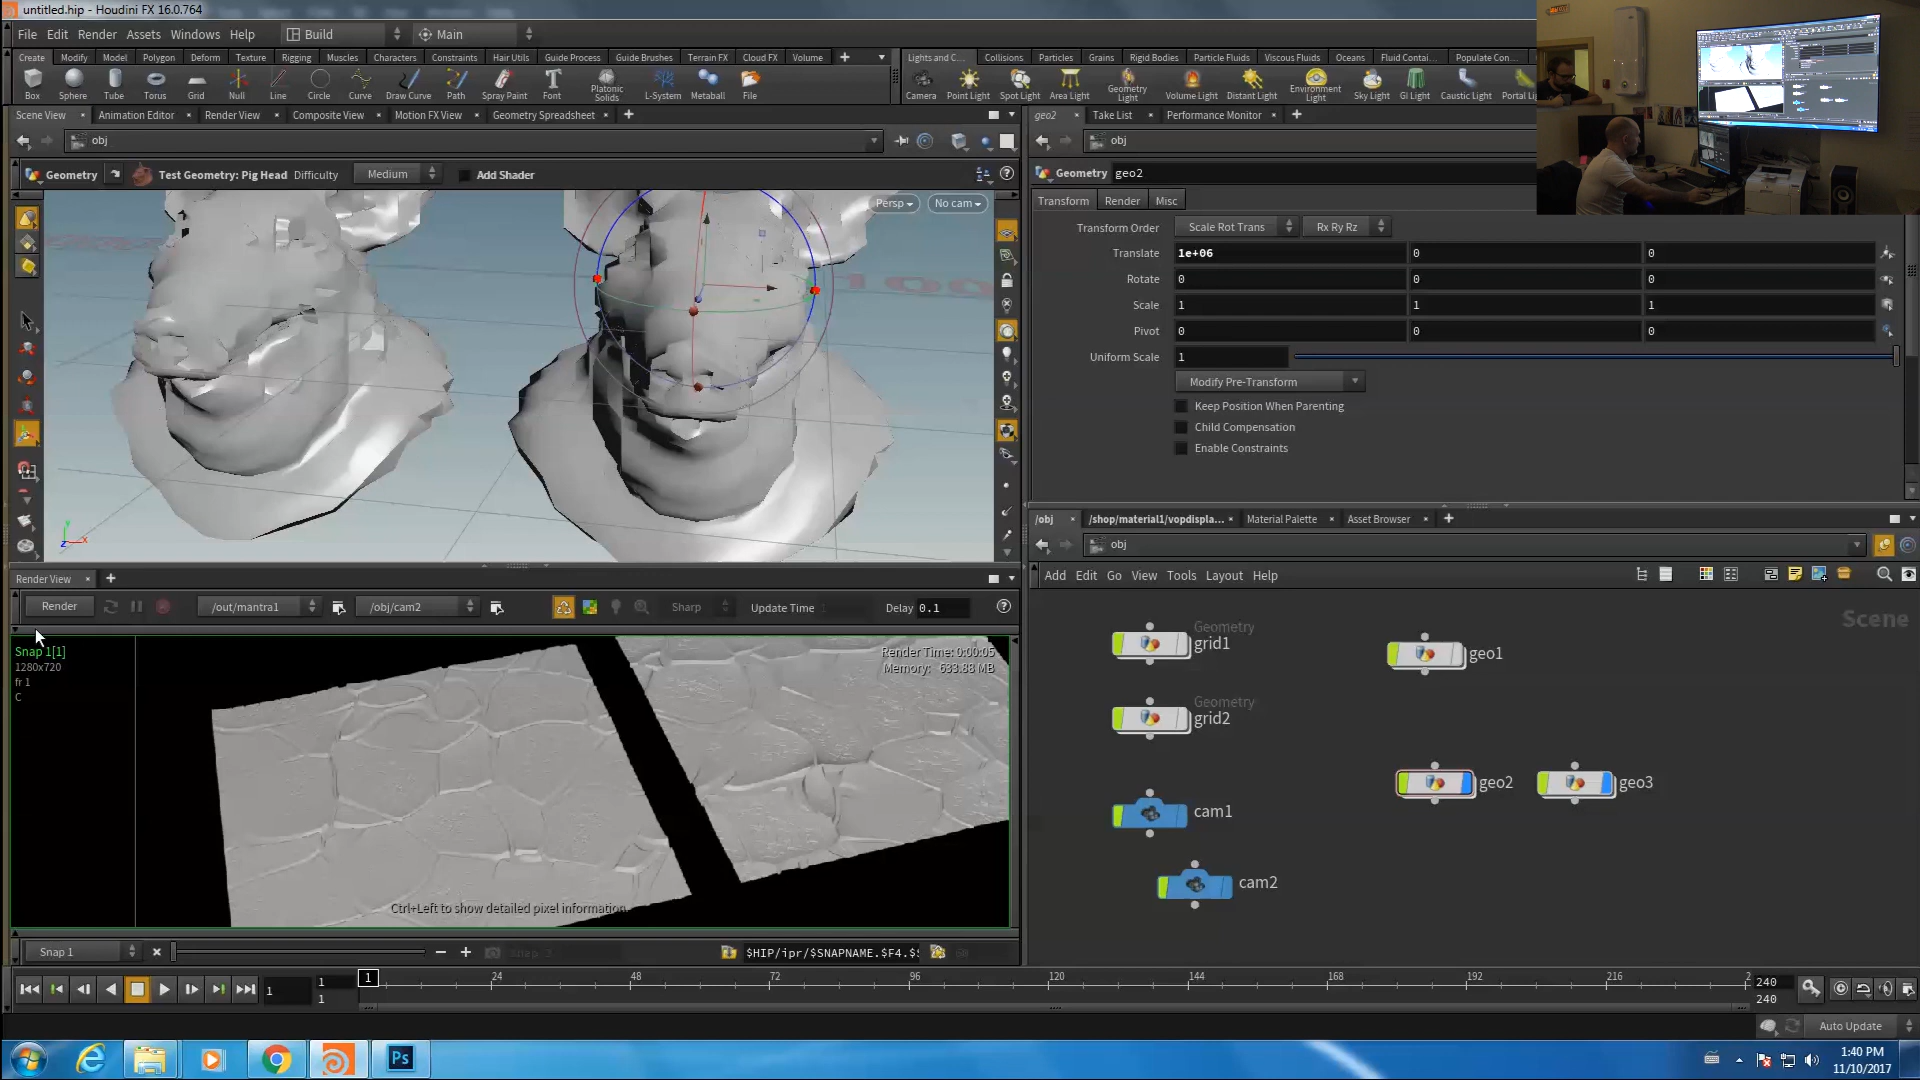 untitled.hip - Houdini FX 16.0.764
File Edit Render Assets Windows Help Build Main
Create Modify Model Polygon Deform Texture Rigging Muscles Characters Constraints Hair Utils Guide Process Guide Brushes Terrain FX Cloud FX Volume
Lights and C... Collisions Particles Grains Rigid Bodies Particle Fluids Viscous Fluids Oceans Fluid Contai... Populate Con...
Box Sphere Tube Torus Grid Null Line Circle Curve Draw Curve Path Spray Paint Font Platonic Solids L-System Metaball File
Camera Point Light Spot Light Area Light Geometry Light Volume Light Distant Light Environment Light Sky Light GI Light Caustic Light Portal
Scene View Animation Editor Render View Composite View Motion FX View Geometry Spreadsheet
geo2 Take List Performance Monitor
obj
obj
Geometry Test Geometry: Pig Head Difficulty Medium Add Shader
Geometry geo2
Persp No cam
Transform Render Misc
Transform Order Scale Rot Trans Rx Ry Rz
Translate 1e+06 0 0
Rotate 0 0 0
Scale 1 1 1
Pivot 0 0 0
Uniform Scale 1
Modify Pre-Transform
Keep Position When Parenting
Child Compensation
Enable Constraints
y
x
z
Render View
/obj /shop/material1/vopdispla... Material Palette Asset Browser
obj
Add Edit Go View Tools Layout Help
Render /out/mantra1 /obj/cam2 Sharp Update Time 1 Delay 0.1
Snap 1[1]
1280x720
fr 1
C
Render Time: 0:00:05
Memory: 633.88 MB
Ctrl+Left to show detailed pixel information.
Scene
Geometry
grid1
geo1
Geometry
grid2
geo2
geo3
cam1
cam2
Snap 1 $HIP/ipr/$SNAPNAME.$F4.$
1 1 1 1 24 48 72 96 120 144 168 192 216 2 240
240
Auto Update
Ps
1:40 PM
11/10/2017